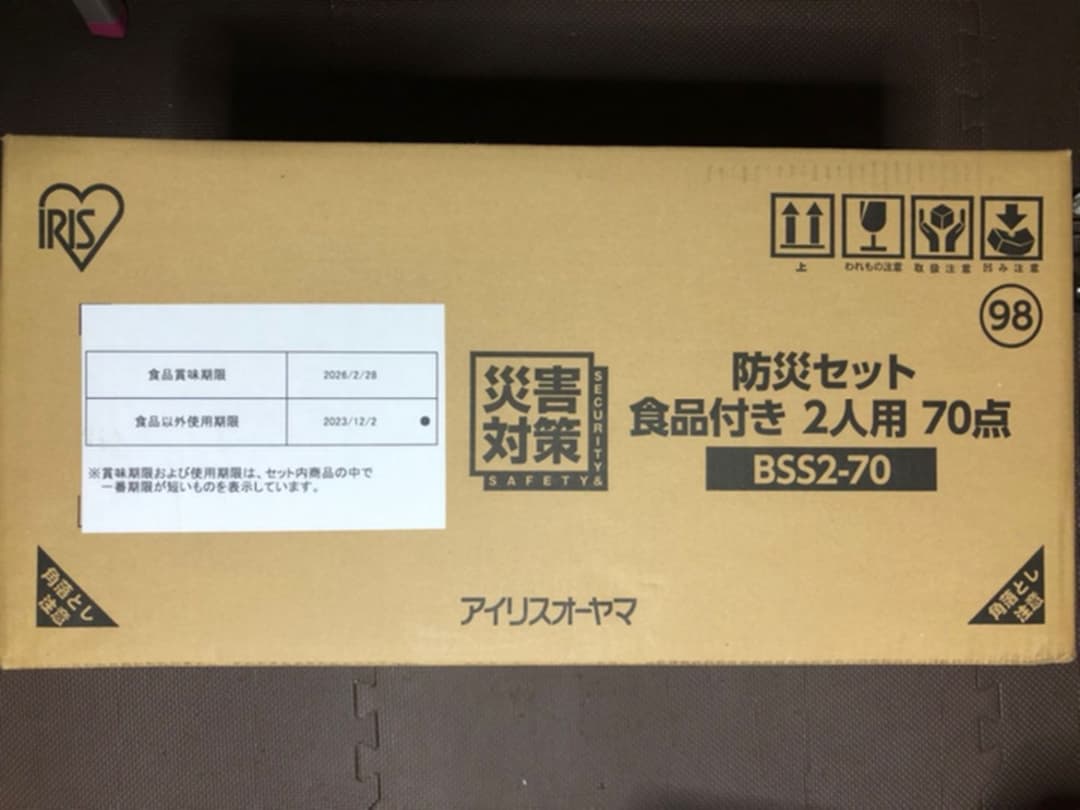 IRIS
上
われもの注意
取扱注意
凹み注意
98
食品賞味期限
2026/2/28
食品以外使用期限
2023/12/2 ●
※賞味期限および使用期限は、セット内商品の中で
一番期限が短いものを表示しています。
災害
対策
SECURITY&
SAFETY
防災セット
食品付き 2人用 70点
BSS2-70
角落とし
注意
アイリスオーヤマ
角落とし
注意